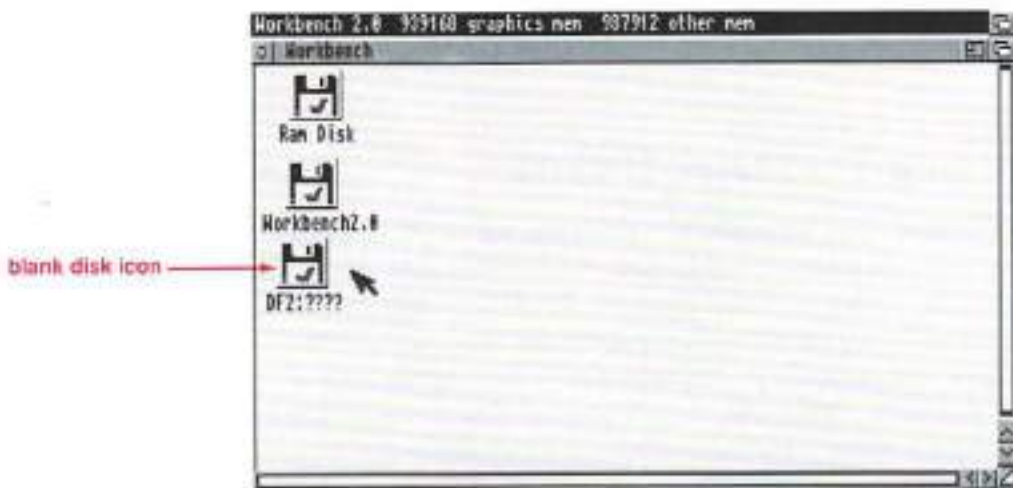 Workbench 2.0 939168 graphics mem 987912 other mem
Workbench
Ram Disk
Workbench2.0
blank disk icon
DF2:????